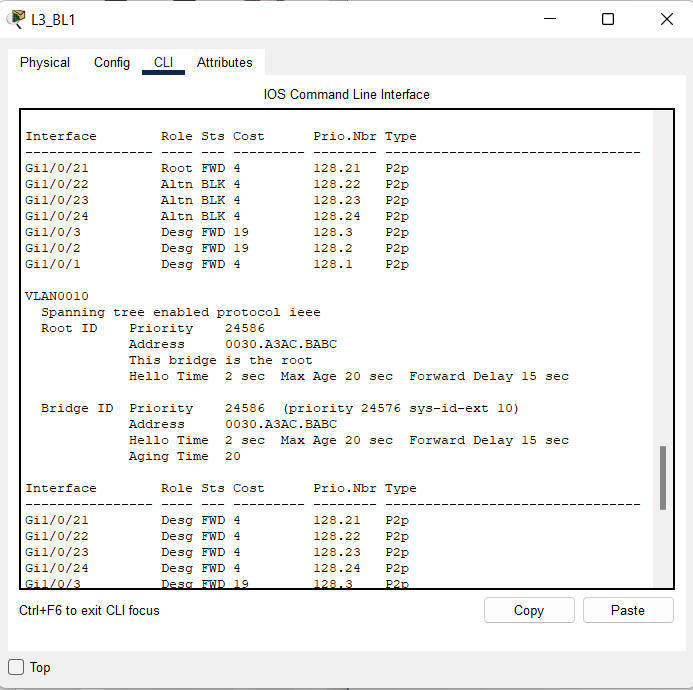 L3_BL1
Physical Config CLI Attributes
IOS Command Line Interface
Interface Role Sts Cost Prio.Nbr Type
---------------- ---- --- --------- -------- --------------------------------
Gi1/0/21 Root FWD 4 128.21 P2p
Gi1/0/22 Altn BLK 4 128.22 P2p
Gi1/0/23 Altn BLK 4 128.23 P2p
Gi1/0/24 Altn BLK 4 128.24 P2p
Gi1/0/3 Desg FWD 19 128.3 P2p
Gi1/0/2 Desg FWD 19 128.2 P2p
Gi1/0/1 Desg FWD 4 128.1 P2p
VLAN0010
Spanning tree enabled protocol ieee
Root ID Priority 24586
Address 0030.A3AC.BABC
This bridge is the root
Hello Time 2 sec Max Age 20 sec Forward Delay 15 sec
Bridge ID Priority 24586 (priority 24576 sys-id-ext 10)
Address 0030.A3AC.BABC
Hello Time 2 sec Max Age 20 sec Forward Delay 15 sec
Aging Time 20
Interface Role Sts Cost Prio.Nbr Type
---------------- ---- --- --------- -------- --------------------------------
Gi1/0/21 Desg FWD 4 128.21 P2p
Gi1/0/22 Desg FWD 4 128.22 P2p
Gi1/0/23 Desg FWD 4 128.23 P2p
Gi1/0/24 Desg FWD 4 128.24 P2p
Gi1/0/3 Desg FWD 19 128.3 P2p
Ctrl+F6 to exit CLI focus
Copy Paste
Top